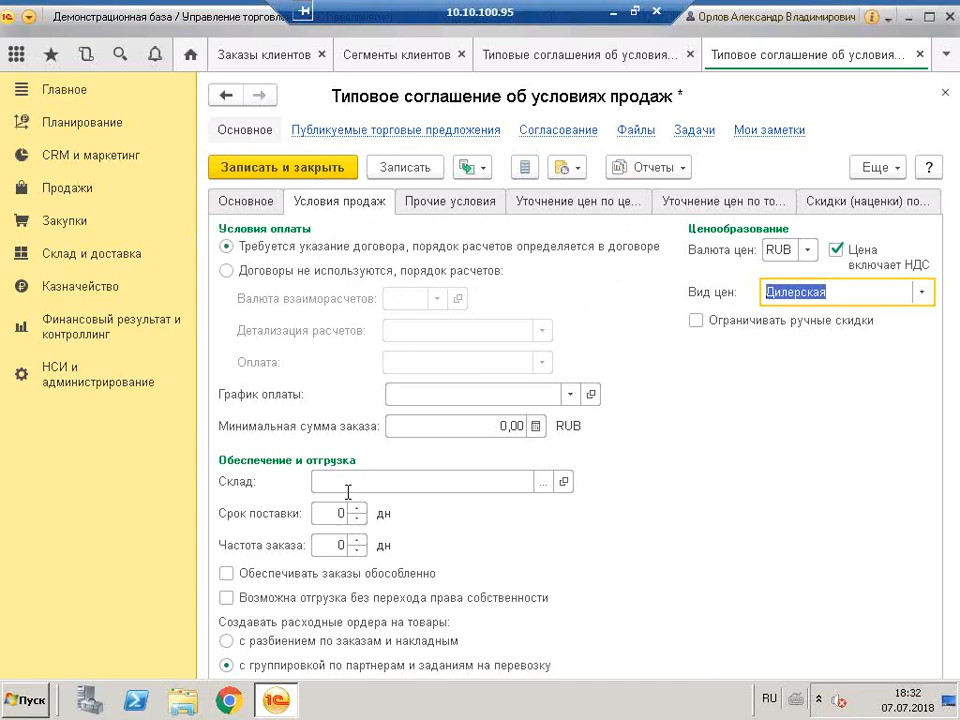 Демонстрационная база / Управление торговл
10.10.100.95
Орлов Александр Владимирович
Заказы клиентов
Сегменты клиентов
Типовые соглашения об условия...
Типовое соглашение об условия...
Главное
Планирование
CRM и маркетинг
Продажи
Закупки
Склад и доставка
Казначейство
Финансовый результат и
контроллинг
НСИ и
администрирование
Типовое соглашение об условиях продаж *
Основное
Публикуемые торговые предложения
Согласование
Файлы
Задачи
Мои заметки
Записать и закрыть
Записать
Отчеты
Еще
?
Основное
Условия продаж
Прочие условия
Уточнение цен по це...
Уточнение цен по то...
Скидки (наценки) по...
Условия оплаты
Требуется указание договора, порядок расчетов определяется в договоре
Договоры не используются, порядок расчетов:
Валюта взаиморасчетов:
Детализация расчетов:
Оплата:
График оплаты:
Минимальная сумма заказа: 0,00 RUB
Обеспечение и отгрузка
Склад:
Срок поставки: 0 дн
Частота заказа: 0 дн
Обеспечивать заказы обособленно
Возможна отгрузка без перехода права собственности
Создавать расходные ордера на товары:
с разбиением по заказам и накладным
с группировкой по партнерам и заданиям на перевозку
Ценообразование
Валюта цен: RUB Цена
включает НДС
Вид цен: Дилерская
Ограничивать ручные скидки
Пуск
RU
18:32
07.07.2018